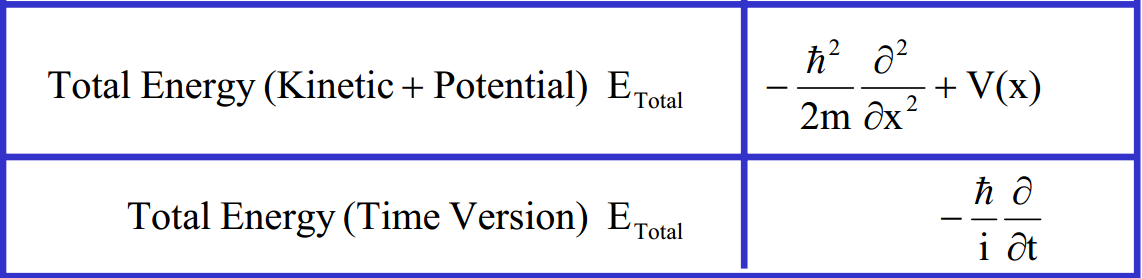 Total Energy (Kinetic + Potential) E_Total	−ħ²/2m ∂²/∂x² + V(x)
Total Energy (Time Version) E_Total	−ħ/i ∂/∂t